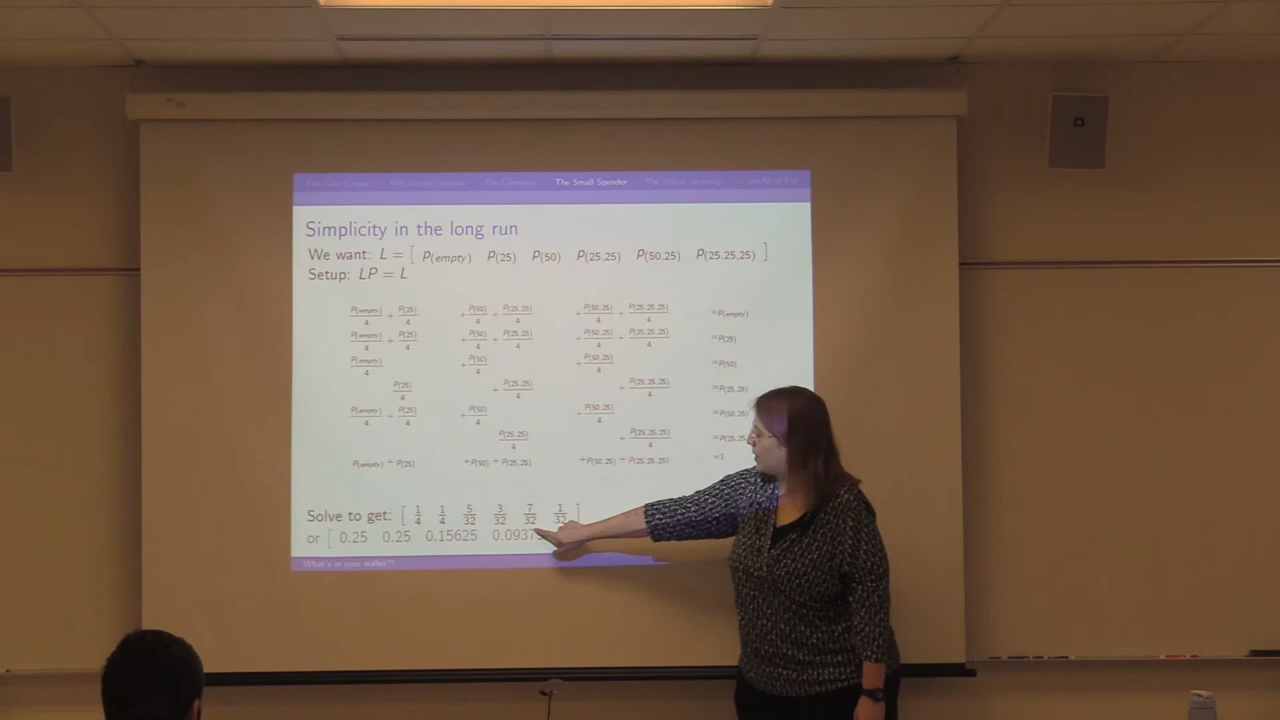 The Small Spender
Simplicity in the long run
We want: L = [ P(empty) P(25) P(50) P(25,25) P(50,25) P(25,25,25) ]
Setup: LP = L
P(empty)/4 + P(25)/4 + P(50)/4 + P(25,25)/4 + P(50,25)/4 + P(25,25,25)/4 =P(empty)
P(empty)/4 + P(25)/4 + P(50)/4 + P(25,25)/4 + P(50,25)/4 + P(25,25,25)/4 =P(25)
P(empty)/4 + P(50)/4 + P(50,25)/4 =P(50)
P(25)/4 + P(25,25)/4 + P(25,25,25)/4 =P(25,25)
P(empty)/4 + P(25)/4 + P(50)/4 + P(50,25)/4 =P(50,25)
P(25,25)/4 + P(25,25,25)/4 =P(25,25
P(empty) + P(25) +P(50) + P(25,25) +P(50,25) + P(25,25,25) =1
Solve to get: [ 1/4 1/4 5/32 3/32 7/32 1/32 ]
or [ 0.25 0.25 0.15625 0.09375
What's in your wallet?!